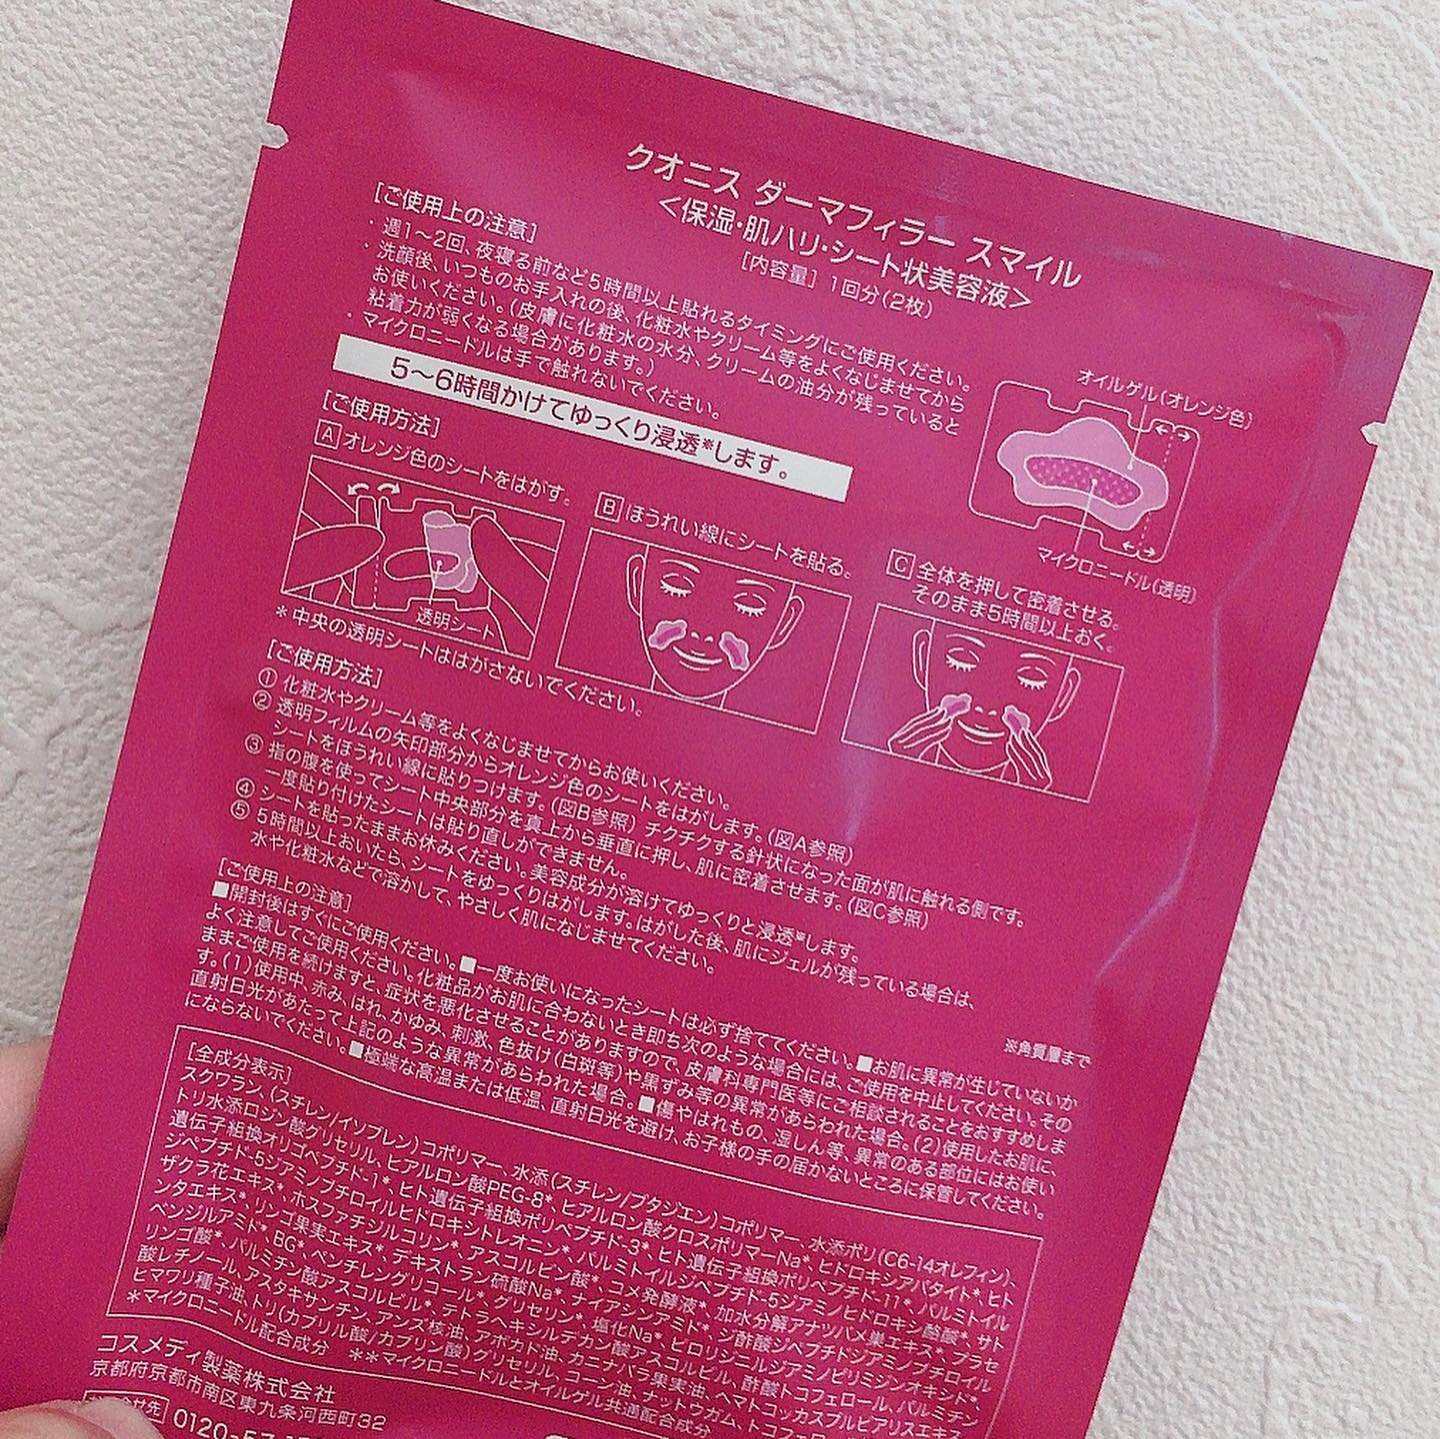 クオニス ダーマフィラー スマイル
<保湿・肌ハリ・シート状美容液>
[内容量] 1回分(2枚)
[ご使用上の注意]
・週1～2回、夜寝る前など5時間以上貼れるタイミングにご使用ください。
・洗顔後、いつものお手入れの後、化粧水やクリーム等をよくなじませてから
お使いください。(皮膚に化粧水の水分、クリームの油分が残っていると
粘着力が弱くなる場合があります。)
・マイクロニードルは手で触れないでください。
オイルゲル(オレンジ色)
マイクロニードル(透明)
5～6時間かけてゆっくり浸透※します。
[ご使用方法]
A オレンジ色のシートをはがす。
透明シート
＊中央の透明シートははがさないでください。
B ほうれい線にシートを貼る。
C 全体を押して密着させる。
そのまま5時間以上おく。
[ご使用方法]
① 化粧水やクリーム等をよくなじませてからお使いください。
② 透明フィルムの矢印部分からオレンジ色のシートをはがします。(図A参照)
シートをほうれい線に貼りつけます。(図B参照) チクチクする針状になった面が肌に触れる側です。
③ 指の腹を使ってシート中央部分を真上から垂直に押し、肌に密着させます。(図C参照)
一度貼り付けたシートは貼り直しができません。
④ シートを貼ったままお休みください。美容成分が溶けてゆっくりと浸透※します。
⑤ 5時間以上おいたら、シートをゆっくりはがします。はがした後、肌にジェルが残っている場合は、
水や化粧水などで溶かして、やさしく肌になじませてください。
※角質層まで
[ご使用上の注意]
■開封後はすぐにご使用ください。■一度お使いになったシートは必ず捨ててください。■お肌に異常が生じていないか
よく注意してご使用ください。化粧品がお肌に合わないとき即ち次のような場合には、ご使用を中止してください。その
ままご使用を続けますと、症状を悪化させることがありますので、皮膚科専門医等にご相談されることをおすすめしま
す。(1)使用中、赤み、はれ、かゆみ、刺激、色抜け(白斑等)や黒ずみ等の異常があらわれた場合。(2)使用したお肌に、
直射日光があたって上記のような異常があらわれた場合。■傷やはれもの、湿しん等、異常のある部位にはお使い
にならないでください。■極端な高温または低温、直射日光を避け、お子様の手の届かないところに保管してください。
[全成分表示]
スクワラン、(スチレン/イソプレン)コポリマー、水添(スチレン/ブタジエン)コポリマー、水添ポリ(C6-14オレフィン)、
トリ水添ロジン酸グリセリル、ヒアルロン酸PEG-8*、ヒアルロン酸クロスポリマーNa*、ヒドロキシアパタイト*、ヒト
遺伝子組換オリゴペプチド-1*、ヒト遺伝子組換ポリペプチド-3*、ヒト遺伝子組換ポリペプチド-11*、パルミトイル
ジペプチド-5ジアミノブチロイルヒドロキシトレオニン*、パルミトイルジペプチド-5ジアミノヒドロキシ酪酸*、サト
ザクラ花エキス*、ホスファチジルコリン*、アスコルビン酸*、コメ発酵液*、加水分解アナツバメ巣エキス*、プラセ
ンタエキス*、リンゴ果実エキス*、デキストラン硫酸Na*、ナイアシンアミド*、ジ酢酸ジペプチドジアミノブチロイル
ベンジルアミド*、BG*、ペンチレングリコール*、グリセリン*、塩化Na*、ピロリジニルジアミノピリミジンオキシド*、
リンゴ酸*、パルミチン酸アスコルビル*、テトラヘキシルデカン酸アスコルビル、酢酸トコフェロール、パルミチン
酸レチノール、アスタキサンチン、アンズ核油、アボカド油、カニナバラ果実油、ヘマトコッカスプルビアリスエキス
ヒマワリ種子油、トリ(カプリル酸/カプリン酸)グリセリル、コーン油、ナットウガム、トコフェロ
＊マイクロニードル配合成分　＊＊マイクロニードルとオイルゲル共通配合成分
コスメディ製薬株式会社
京都府京都市南区東九条河西町32
0120-57